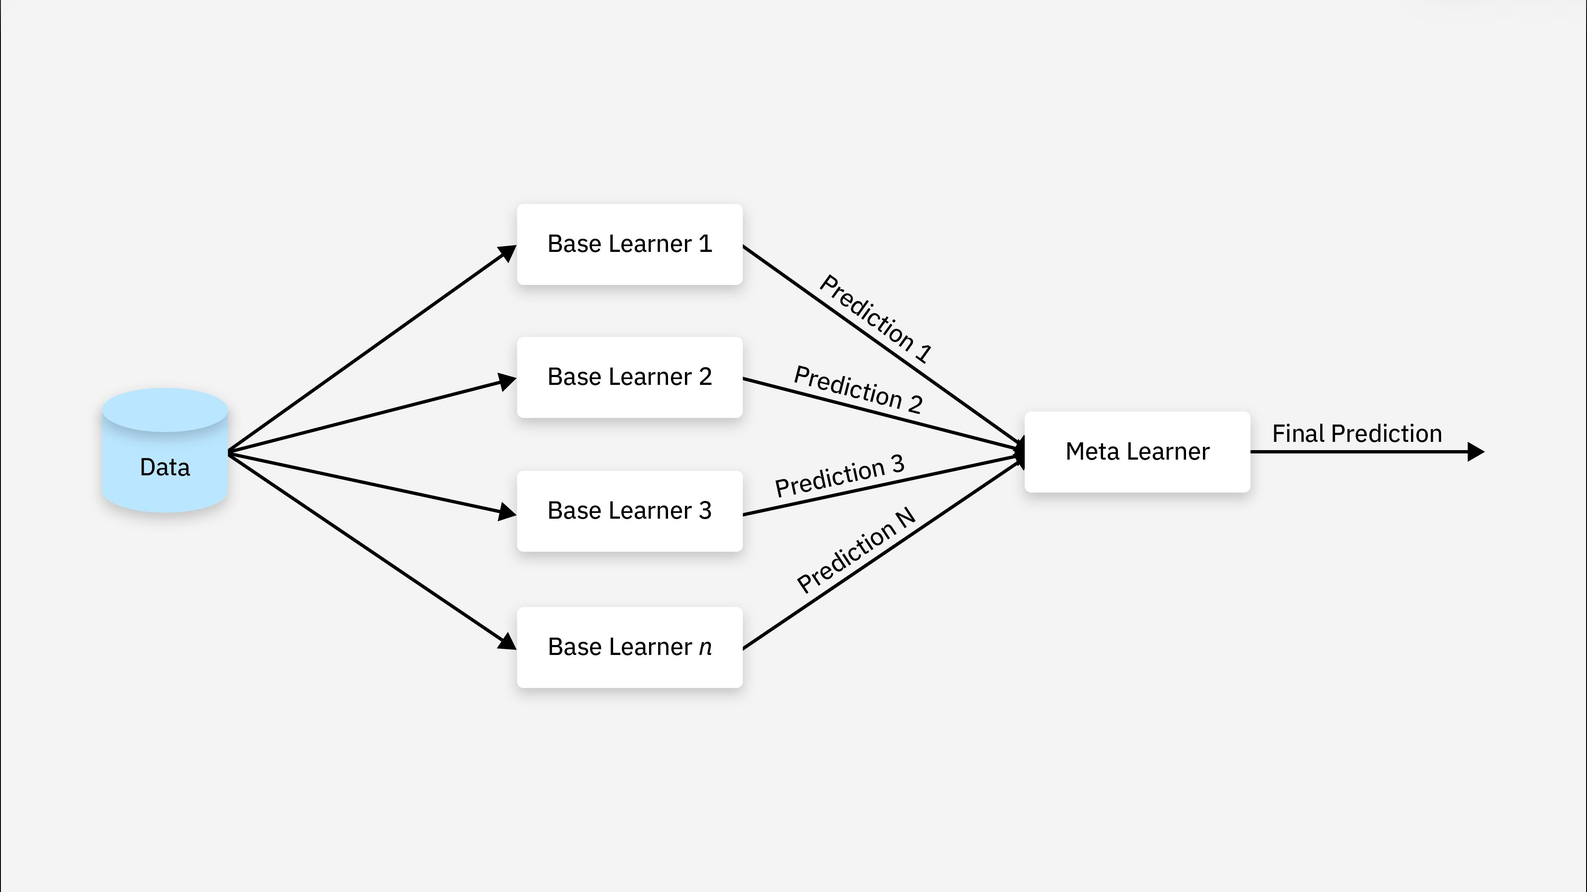 Data
Base Learner 1
Base Learner 2
Base Learner 3
Base Learner n
Prediction 1
Prediction 2
Prediction 3
Prediction N
Meta Learner
Final Prediction